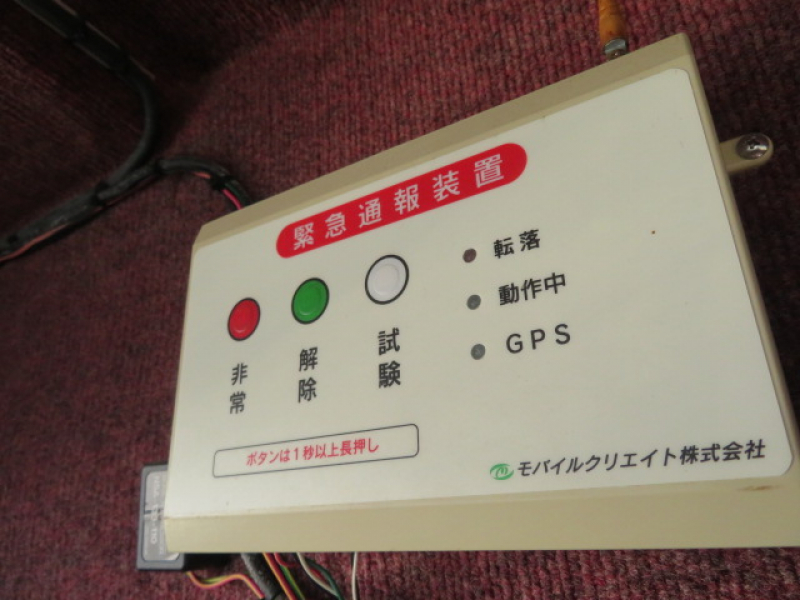 緊急通報装置
非常
解除
試験
転落
動作中
GPS
ボタンは1秒以上長押し
モバイルクリエイト株式会社